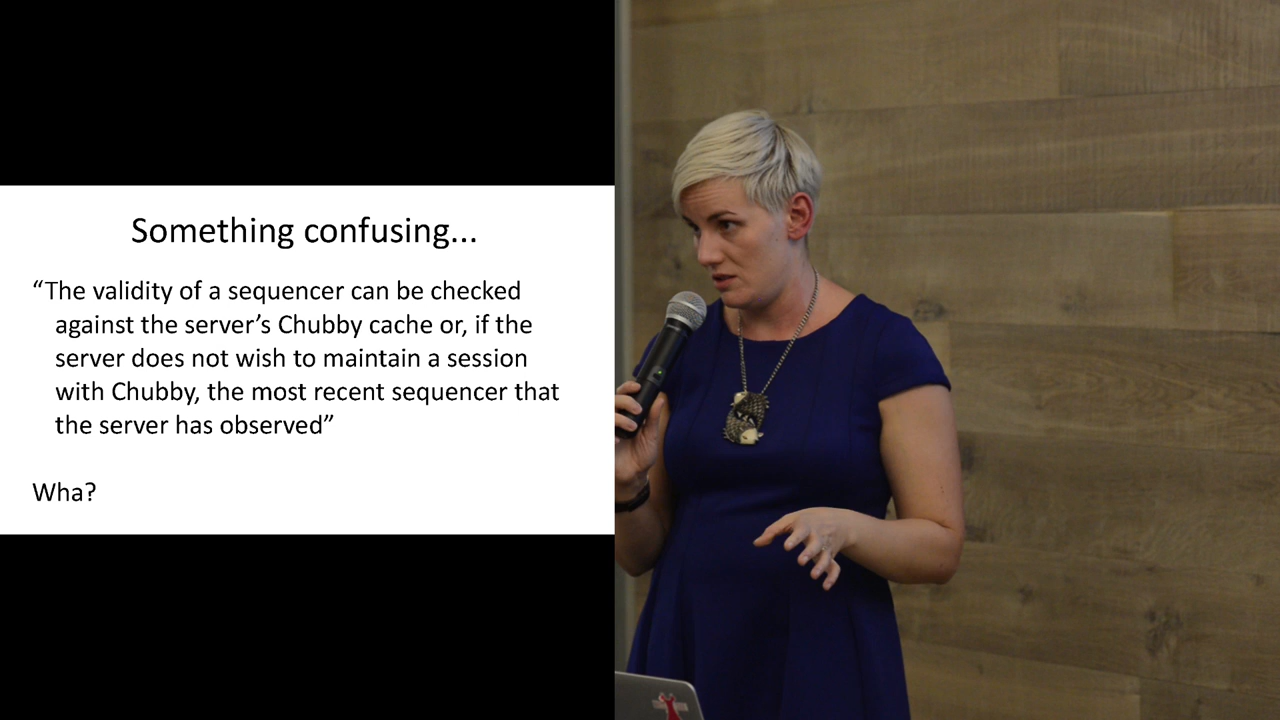 Something confusing...
“The validity of a sequencer can be checked
against the server’s Chubby cache or, if the
server does not wish to maintain a session
with Chubby, the most recent sequencer that
the server has observed”
Wha?